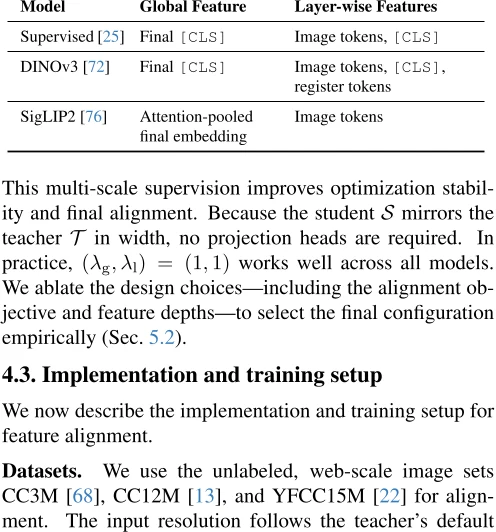 Model Global Feature Layer-wise Features
Supervised [25] Final [CLS] Image tokens, [CLS]
DINOv3 [72] Final [CLS] Image tokens, [CLS],
register tokens
SigLIP2 [76] Attention-pooled Image tokens
final embedding
This multi-scale supervision improves optimization stabil-
ity and final alignment. Because the student S mirrors the
teacher T in width, no projection heads are required. In
practice, (λg, λl) = (1, 1) works well across all models.
We ablate the design choices—including the alignment ob-
jective and feature depths—to select the final configuration
empirically (Sec. 5.2).
4.3. Implementation and training setup
We now describe the implementation and training setup for
feature alignment.
Datasets. We use the unlabeled, web-scale image sets
CC3M [68], CC12M [13], and YFCC15M [22] for align-
ment. The input resolution follows the teacher's default